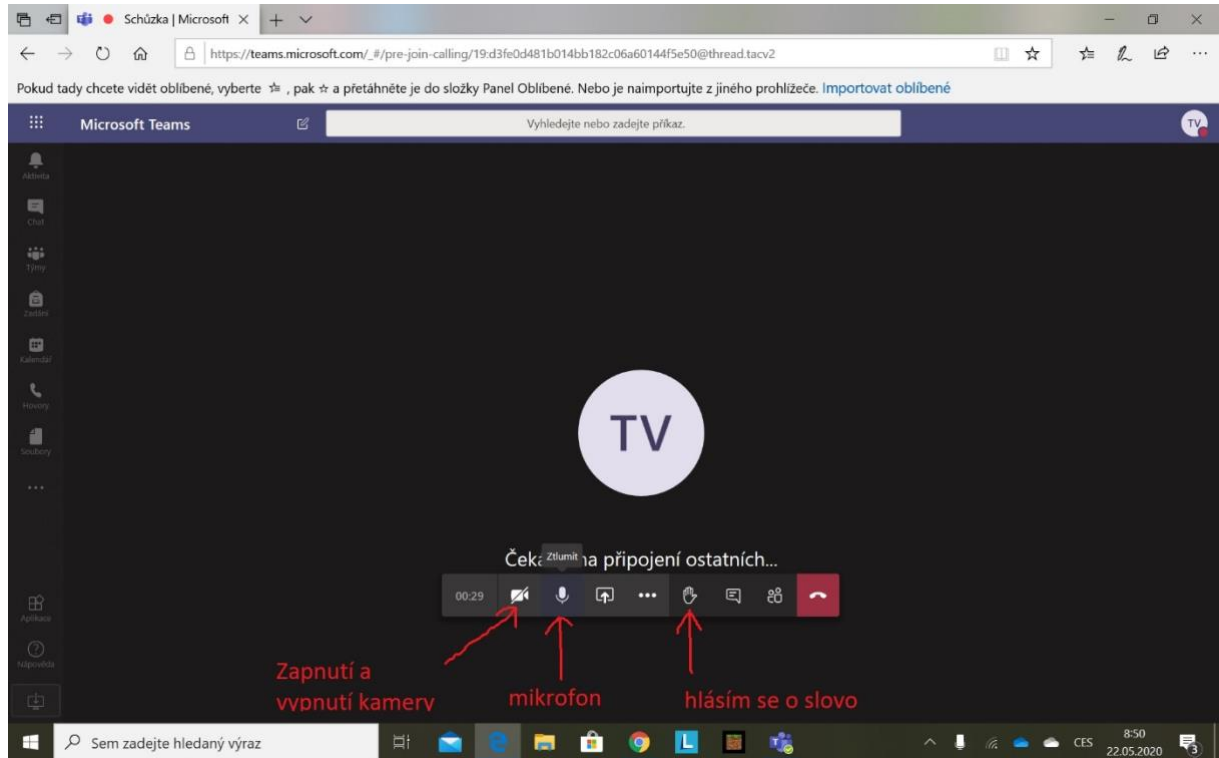 Schůzka | Microsoft
https://teams.microsoft.com/_#/pre-join-calling/19:d3fe0d481b014bb182c06a60144f5e50@thread.tacv2
Pokud tady chcete vidět oblíbené, vyberte , pak a přetáhněte je do složky Panel Oblíbené. Nebo je naimportujte z jiného prohlížeče. Importovat oblíbené
Microsoft Teams
Vyhledejte nebo zadejte příkaz.
TV
Aktivita
Chat
Týmy
Zadání
Kalendář
Hovory
Soubory
Aplikace
Nápověda
TV
Ztlumit
na připojení ostatních...
00:29
Zapnutí a
vypnutí kamery
mikrofon
hlásím se o slovo
Sem zadejte hledaný výraz
L
CES
8:50
22.05.2020
3